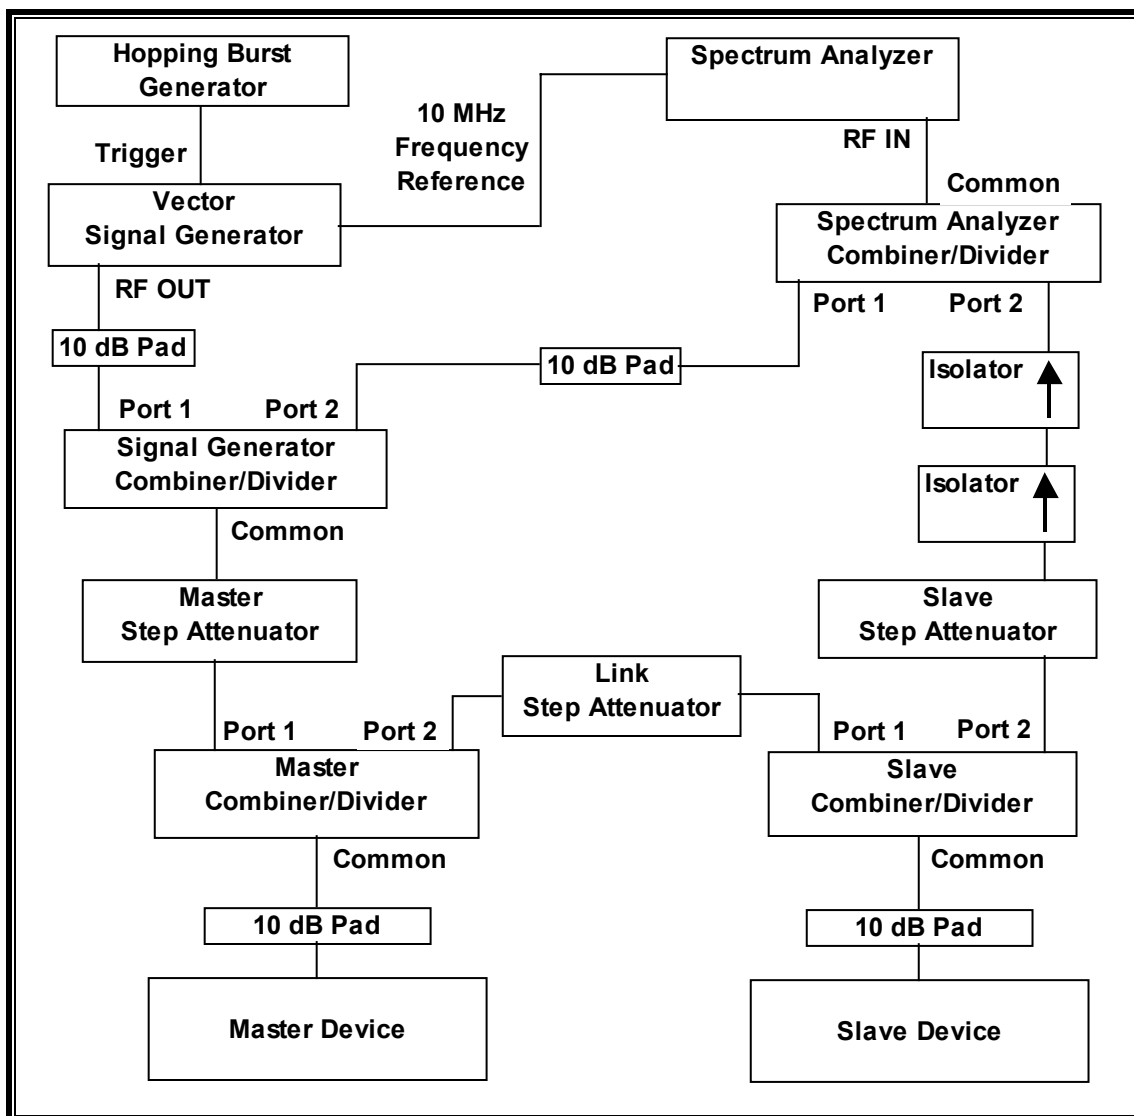 Hopping Burst
Generator
Spectrum Analyzer
10 MHz
Frequency
Reference
Trigger
RF IN
Vector
Signal Generator
Common
Spectrum Analyzer
Combiner/Divider
RF OUT
Port 1
Port 2
10 dB Pad
10 dB Pad
Isolator
Port 1
Port 2
Signal Generator
Combiner/Divider
Isolator
Common
Master
Step Attenuator
Slave
Step Attenuator
Link
Step Attenuator
Port 1
Port 2
Port 1
Port 2
Master
Combiner/Divider
Slave
Combiner/Divider
Common
Common
10 dB Pad
10 dB Pad
Master Device
Slave Device